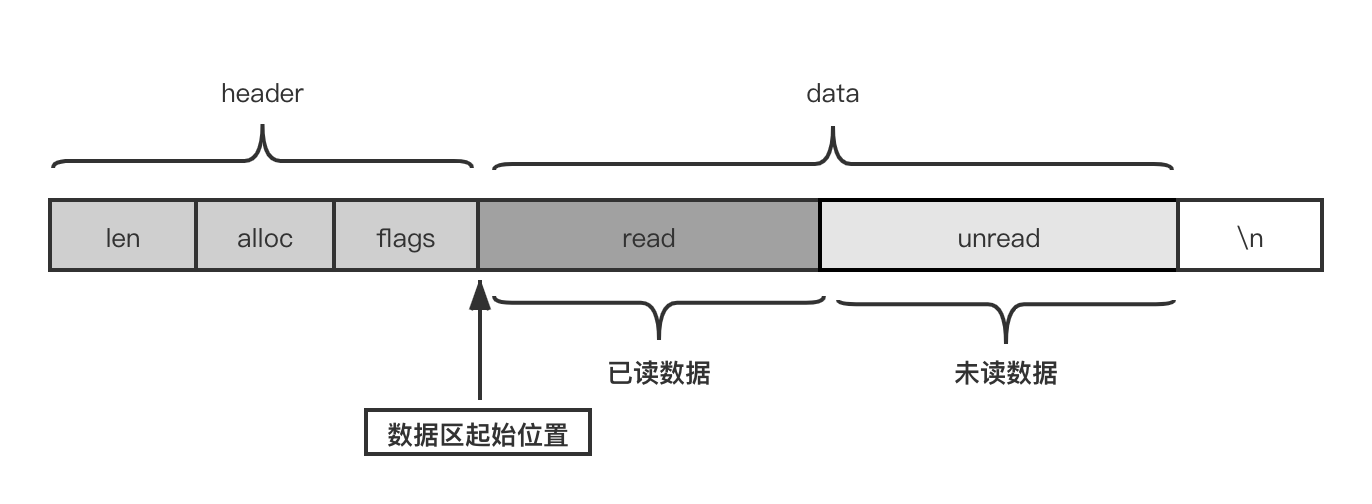 header
data
len
alloc
flags
read
unread
\n
已读数据
未读数据
数据区起始位置